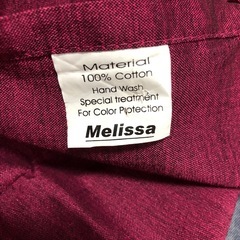 Material
100% Cotton
Hand Wash
Special treatment
For Color Piptection
Melissa